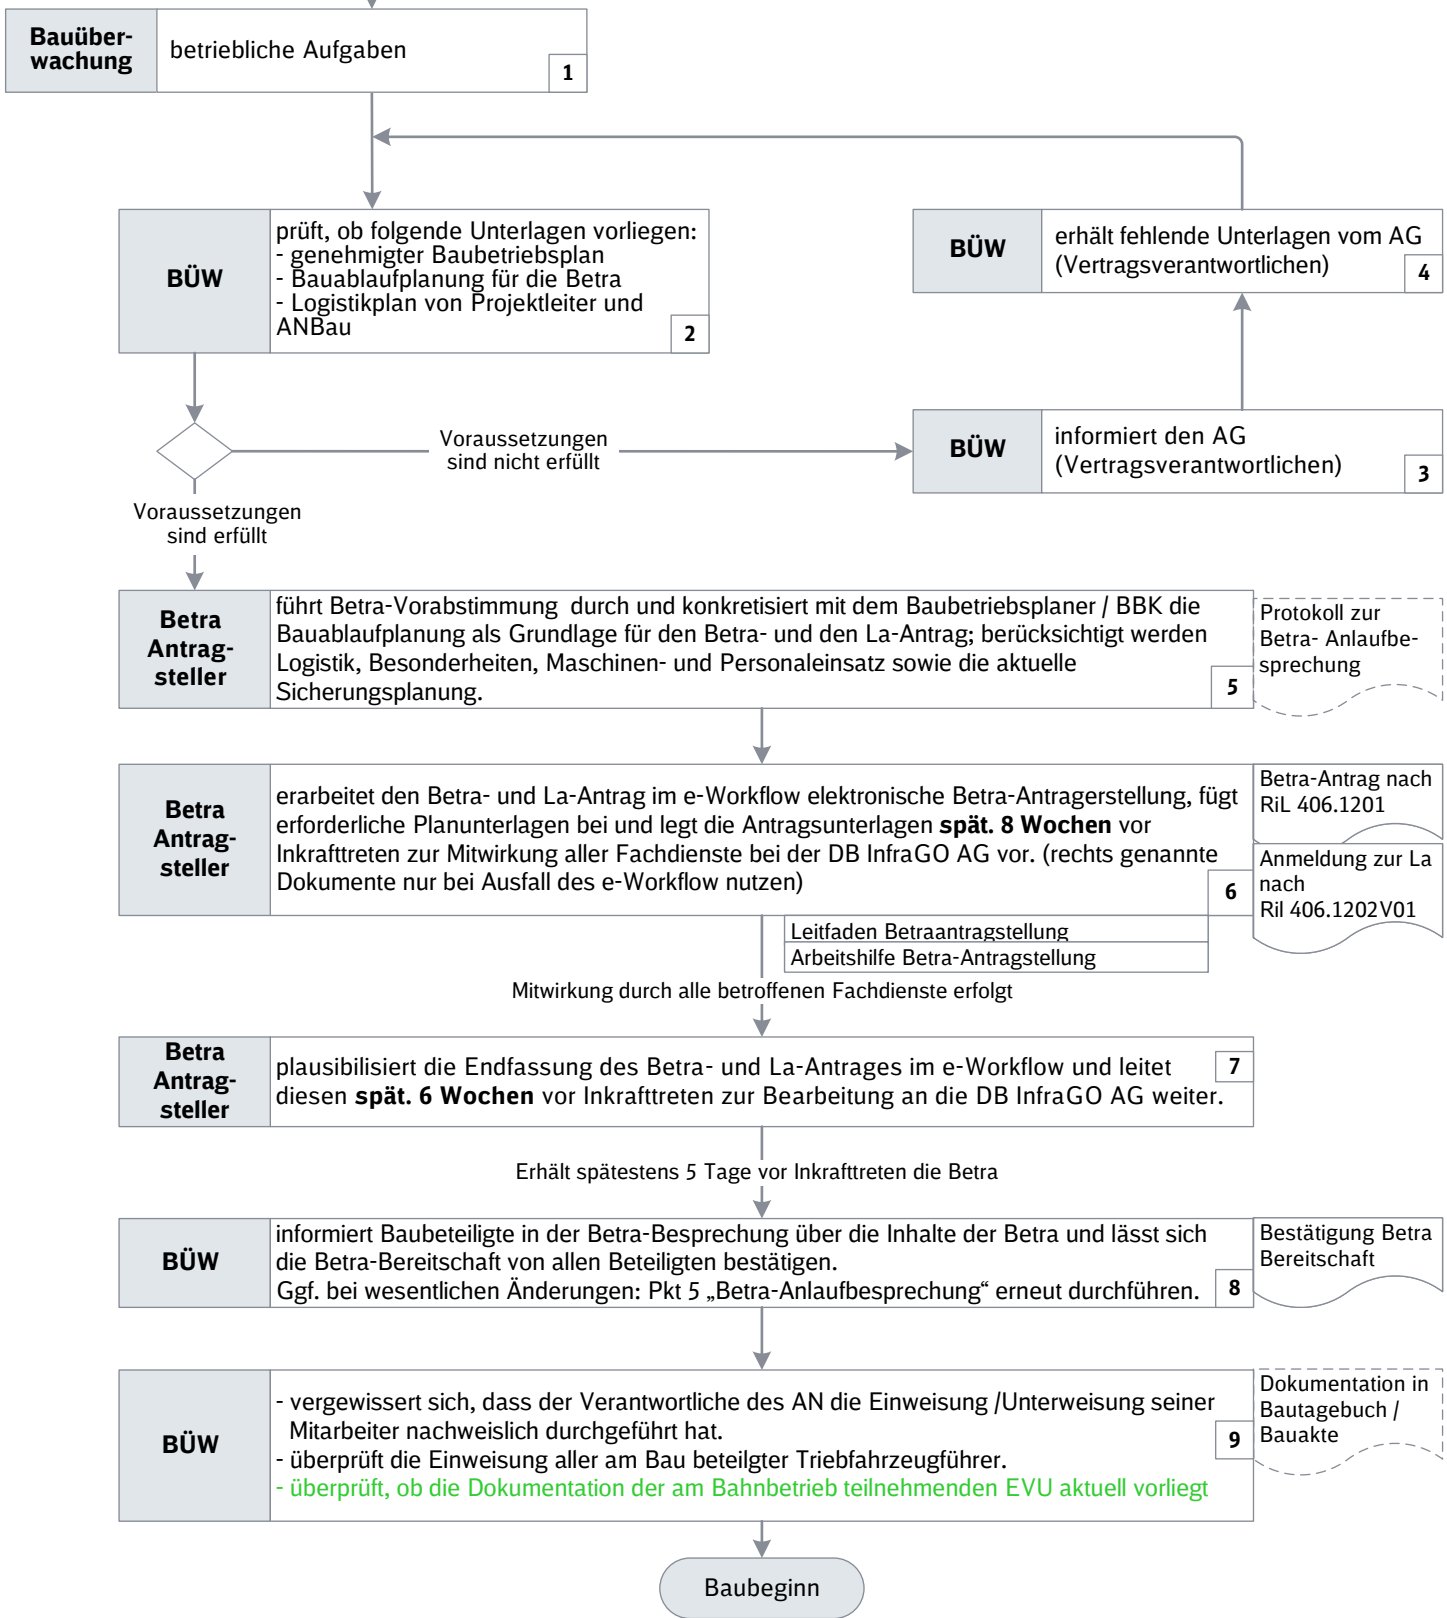 Bauüber-
wachung
betriebliche Aufgaben
1
BÜW
prüft, ob folgende Unterlagen vorliegen:
- genehmigter Baubetriebsplan
- Bauablaufplanung für die Betra
- Logistikplan von Projektleiter und
ANBau
2
BÜW
erhält fehlende Unterlagen vom AG
(Vertragsverantwortlichen)
4
Voraussetzungen
sind nicht erfüllt
BÜW
informiert den AG
(Vertragsverantwortlichen)
3
Voraussetzungen
sind erfüllt
Betra
Antrag-
steller
führt Betra-Vorabstimmung durch und konkretisiert mit dem Baubetriebsplaner / BBK die
Bauablaufplanung als Grundlage für den Betra- und den La-Antrag; berücksichtigt werden
Logistik, Besonderheiten, Maschinen- und Personaleinsatz sowie die aktuelle
Sicherungsplanung.
5
Protokoll zur
Betra- Anlaufbe-
sprechung
Betra
Antrag-
steller
erarbeitet den Betra- und La-Antrag im e-Workflow elektronische Betra-Antragerstellung, fügt
erforderliche Planunterlagen bei und legt die Antragsunterlagen spät. 8 Wochen vor
Inkrafttreten zur Mitwirkung aller Fachdienste bei der DB InfraGO AG vor. (rechts genannte
Dokumente nur bei Ausfall des e-Workflow nutzen)
6
Betra-Antrag nach
RiL 406.1201
Anmeldung zur La
nach
Ril 406.1202V01
Leitfaden Betraantragstellung
Arbeitshilfe Betra-Antragstellung
Mitwirkung durch alle betroffenen Fachdienste erfolgt
Betra
Antrag-
steller
plausibilisiert die Endfassung des Betra- und La-Antrages im e-Workflow und leitet
diesen spät. 6 Wochen vor Inkrafttreten zur Bearbeitung an die DB InfraGO AG weiter.
7
Erhält spätestens 5 Tage vor Inkrafttreten die Betra
BÜW
informiert Baubeteiligte in der Betra-Besprechung über die Inhalte der Betra und lässt sich
die Betra-Bereitschaft von allen Beteiligten bestätigen.
Ggf. bei wesentlichen Änderungen: Pkt 5 „Betra-Anlaufbesprechung“ erneut durchführen.
8
Bestätigung Betra
Bereitschaft
BÜW
- vergewissert sich, dass der Verantwortliche des AN die Einweisung /Unterweisung seiner
Mitarbeiter nachweislich durchgeführt hat.
- überprüft die Einweisung aller am Bau beteilgter Triebfahrzeugführer.
- überprüft, ob die Dokumentation der am Bahnbetrieb teilnehmenden EVU aktuell vorliegt
9
Dokumentation in
Bautagebuch /
Bauakte
Baubeginn